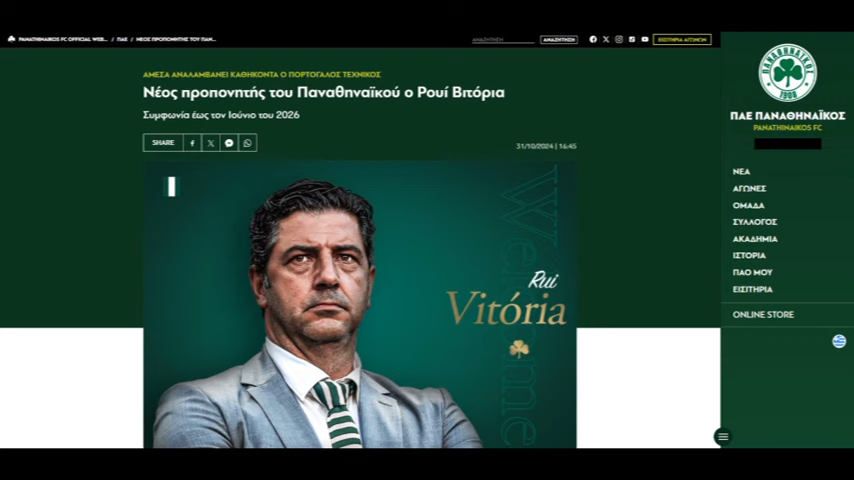 PANATHINAIKOS FC OFFICIAL WEB... / ΠΑΕ / ΝΕΟΣ ΠΡΟΠΟΝΗΤΗΣ ΤΟΥ ΠΑΝ...
ΑΝΑΖΗΤΗΣΗ ΑΝΑΖΗΤΗΣΗ ΕΙΣΙΤΗΡΙΑ ΑΓΩΝΩΝ
ΑΜΕΣΑ ΑΝΑΛΑΜΒΑΝΕΙ ΚΑΘΗΚΟΝΤΑ Ο ΠΟΡΤΟΓΑΛΟΣ ΤΕΧΝΙΚΟΣ
Νέος προπονητής του Παναθηναϊκού ο Ρουί Βιτόρια
Συμφωνία έως τον Ιούνιο του 2026
SHARE
31/10/2024 | 16:45
Welcome
Rui
Vitória
ΠΑΝΑΘΗΝΑΪΚΟΣ
1908
ΠΑΕ ΠΑΝΑΘΗΝΑΪΚΟΣ
PANATHINAIKOS FC
ΝΕΑ
ΑΓΩΝΕΣ
ΟΜΑΔΑ
ΣΥΛΛΟΓΟΣ
ΑΚΑΔΗΜΙΑ
ΙΣΤΟΡΙΑ
ΠΑΟ ΜΟΥ
ΕΙΣΙΤΗΡΙΑ
ONLINE STORE